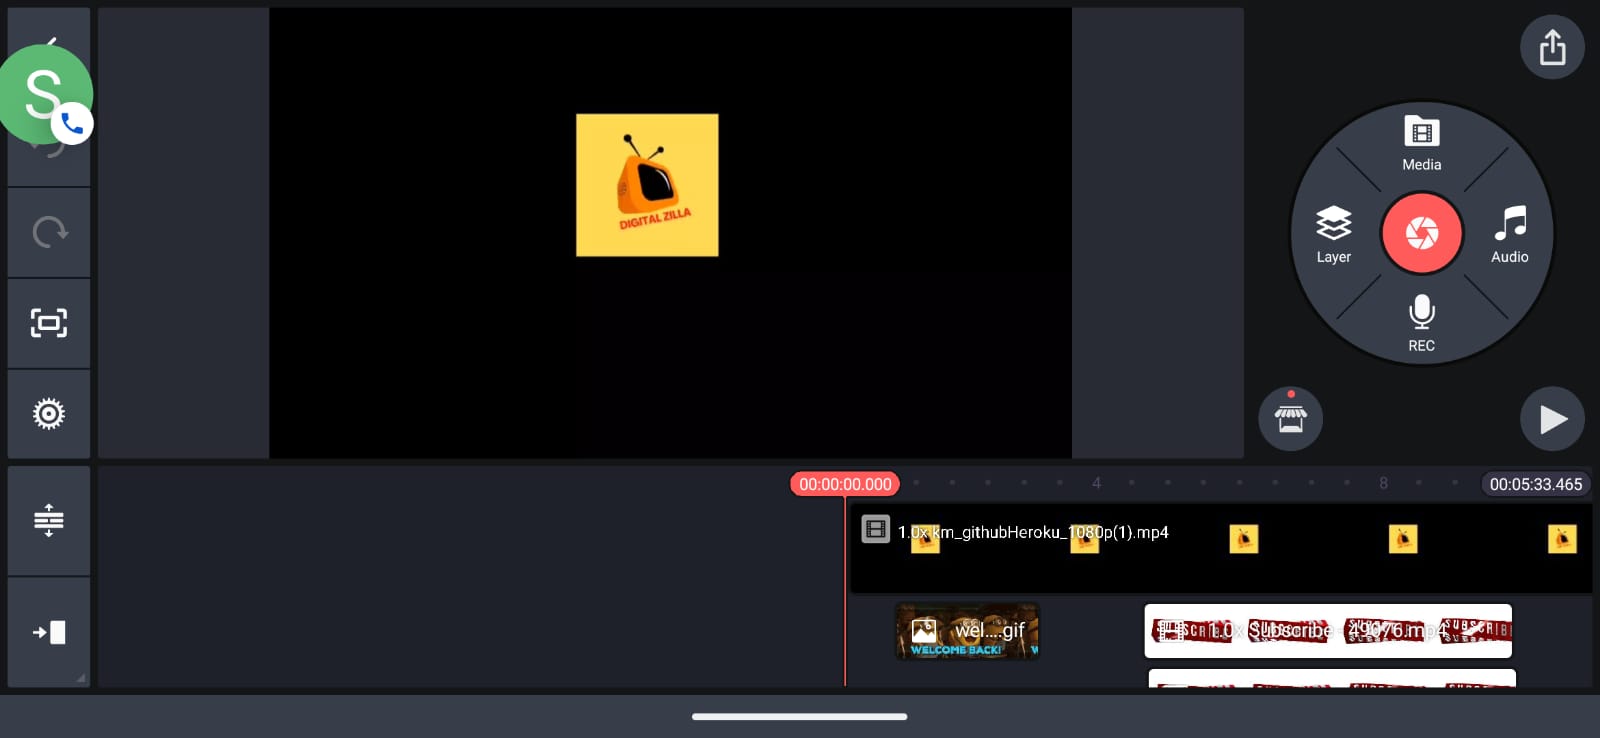 S
DIGITAL ZILLA
Media
Layer
Audio
REC
00:00:00.000
4
8
00:05:33.465
1.0x km_githubHeroku_1080p(1).mp4
wel....gif
WELCOME BACK!
1.0x Subscribe - 49076.mp4
SUBSCRIBE